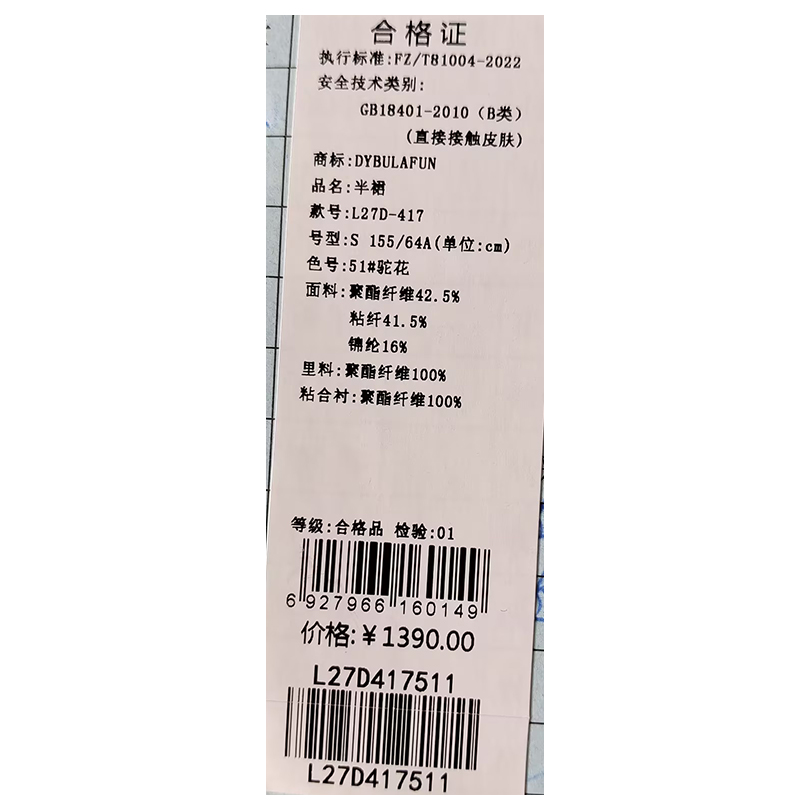 合格证
执行标准:FZ/T81004-2022
安全技术类别:
GB18401-2010（B类）
(直接接触皮肤)
商标:DYBULAFUN
品名:半裙
款号:L27D-417
号型:S 155/64A(单位:cm)
色号:51#驼花
面料:聚酯纤维42.5%
粘纤41.5%
锦纶16%
里料:聚酯纤维100%
粘合衬:聚酯纤维100%
等级:合格品 检验:01
6 927966 160149
价格:￥1390.00
L27D417511
L27D417511